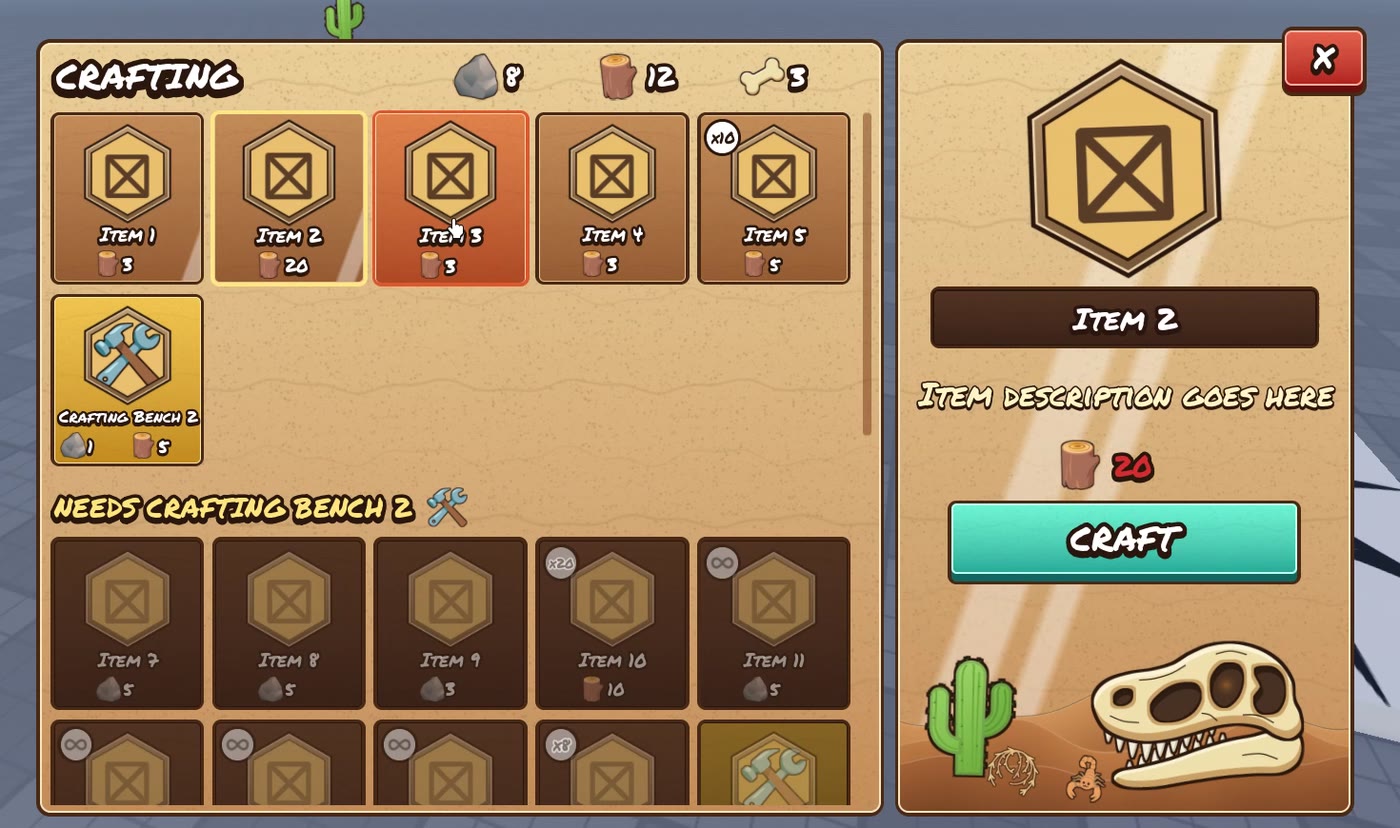 CRAFTING 8 12 3
X
ITEM 1 ITEM 2 ITEM 3 ITEM 4 x10 ITEM 5
3 20 3 3 5
CRAFTING BENCH 2
1 5
NEEDS CRAFTING BENCH 2
x20 ∞
ITEM 7 ITEM 8 ITEM 9 ITEM 10 ITEM 11
5 5 3 10 5
∞ ∞ ∞ x8
ITEM 2
ITEM DESCRIPTION GOES HERE
20
CRAFT